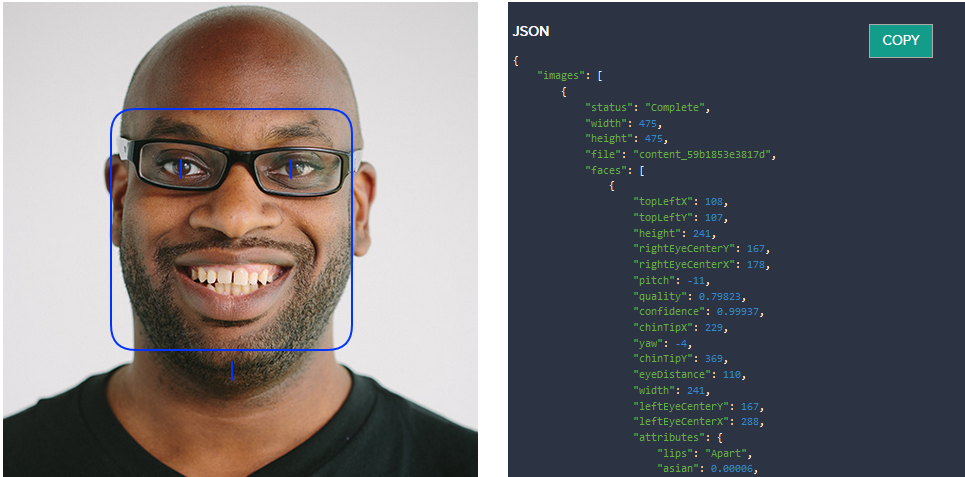 JSON
COPY
{
"images": [
{
"status": "Complete",
"width": 475,
"height": 475,
"file": "content_59b1853e3817d",
"faces": [
{
"topLeftX": 108,
"topLeftY": 107,
"height": 241,
"rightEyeCenterY": 167,
"rightEyeCenterX": 178,
"pitch": -11,
"quality": 0.79823,
"confidence": 0.99937,
"chinTipX": 229,
"yaw": -4,
"chinTipY": 369,
"eyeDistance": 110,
"width": 241,
"leftEyeCenterY": 167,
"leftEyeCenterX": 288,
"attributes": {
"lips": "Apart",
"asian": 0.00006,